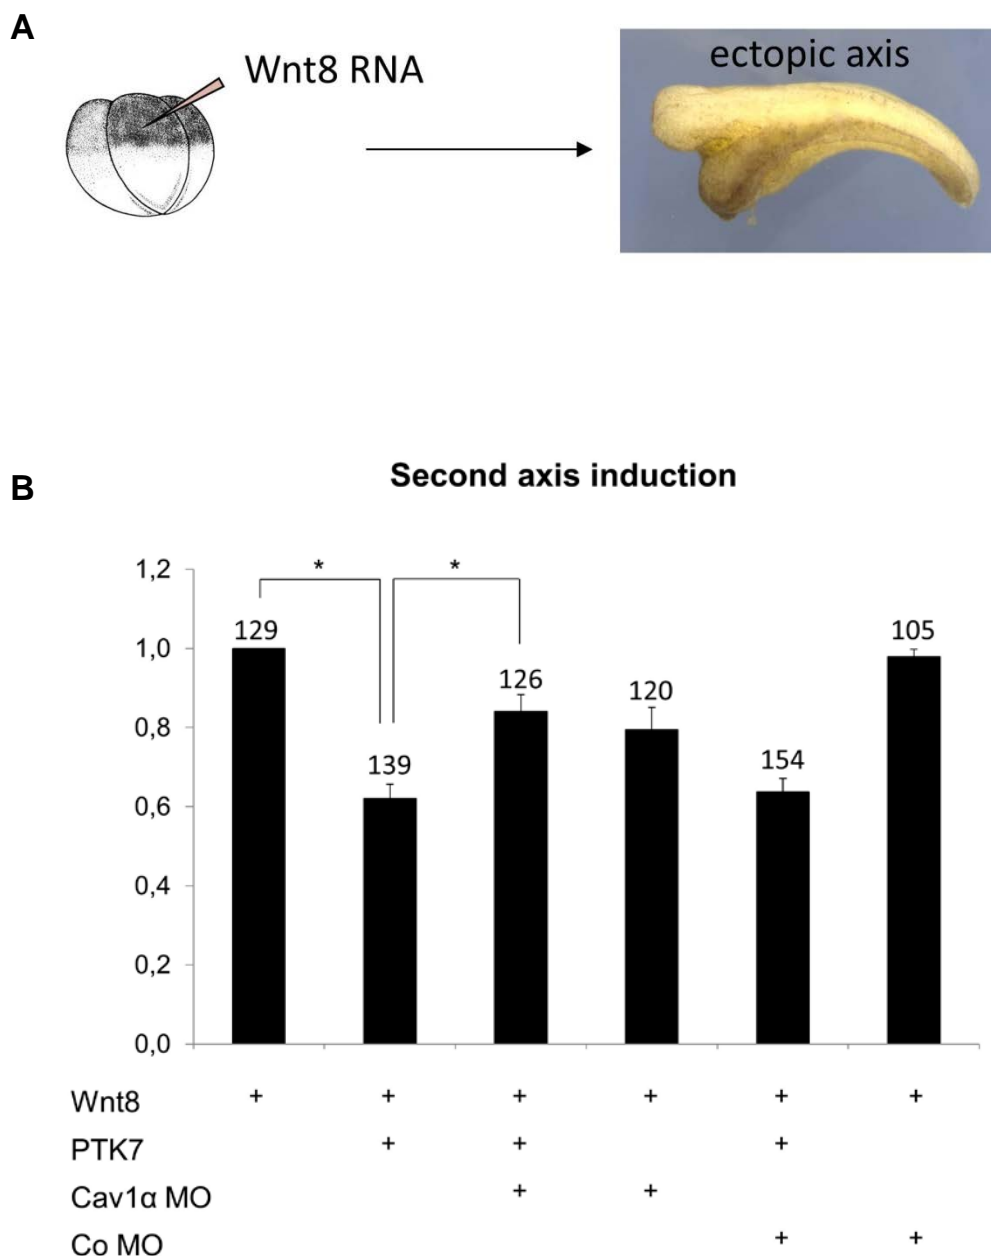 A
Wnt8 RNA
ectopic axis
B
Second axis induction
1,2
1,0
0,8
0,6
0,4
0,2
0,0
* *
129
139
126
120
154
105
Wnt8 + + + + + +
PTK7 + + +
Cav1α MO + +
Co MO + +